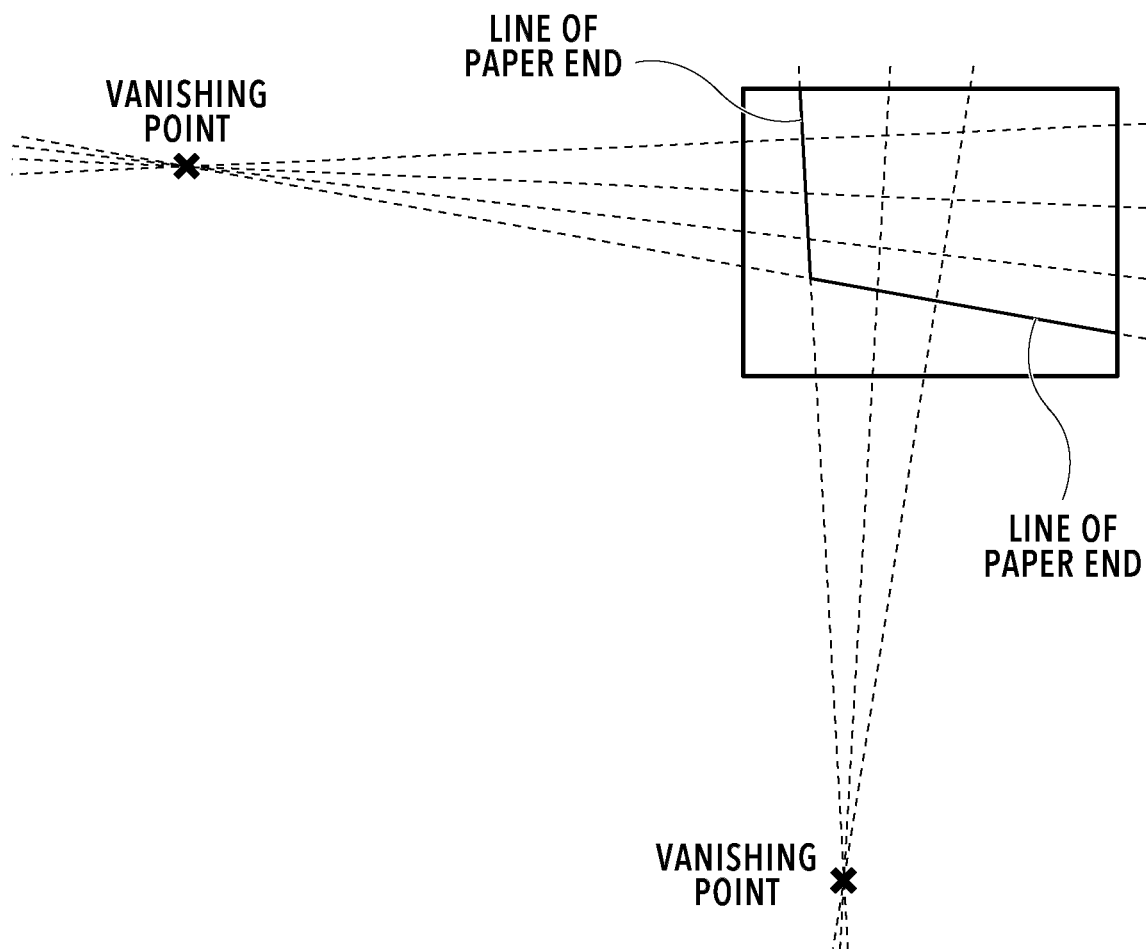 LINE OF
PAPER END
VANISHING
POINT
LINE OF
PAPER END
VANISHING
POINT